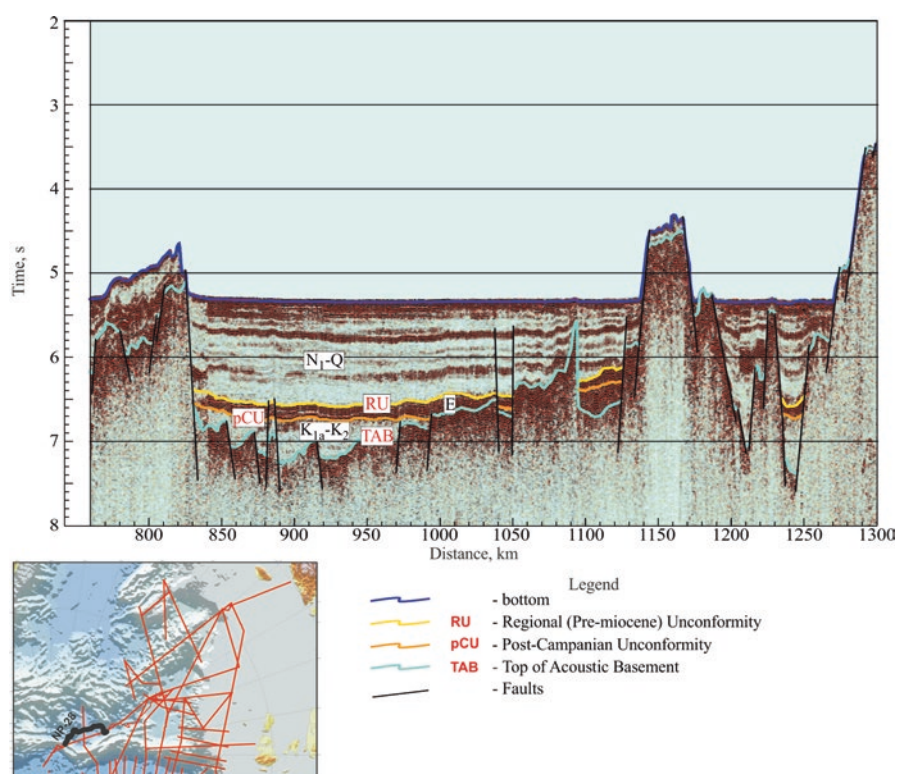 2
3
4
5
6
7
8
Time, s
N₁-Q
RU
E
pCU
K₁ₐ-K₂
TAB
800
850
900
950
1000
1050
1100
1150
1200
1250
1300
Distance, km
NP-28
Legend
- bottom
RU - Regional (Pre-miocene) Unconformity
pCU - Post-Campanian Unconformity
TAB - Top of Acoustic Basement
- Faults